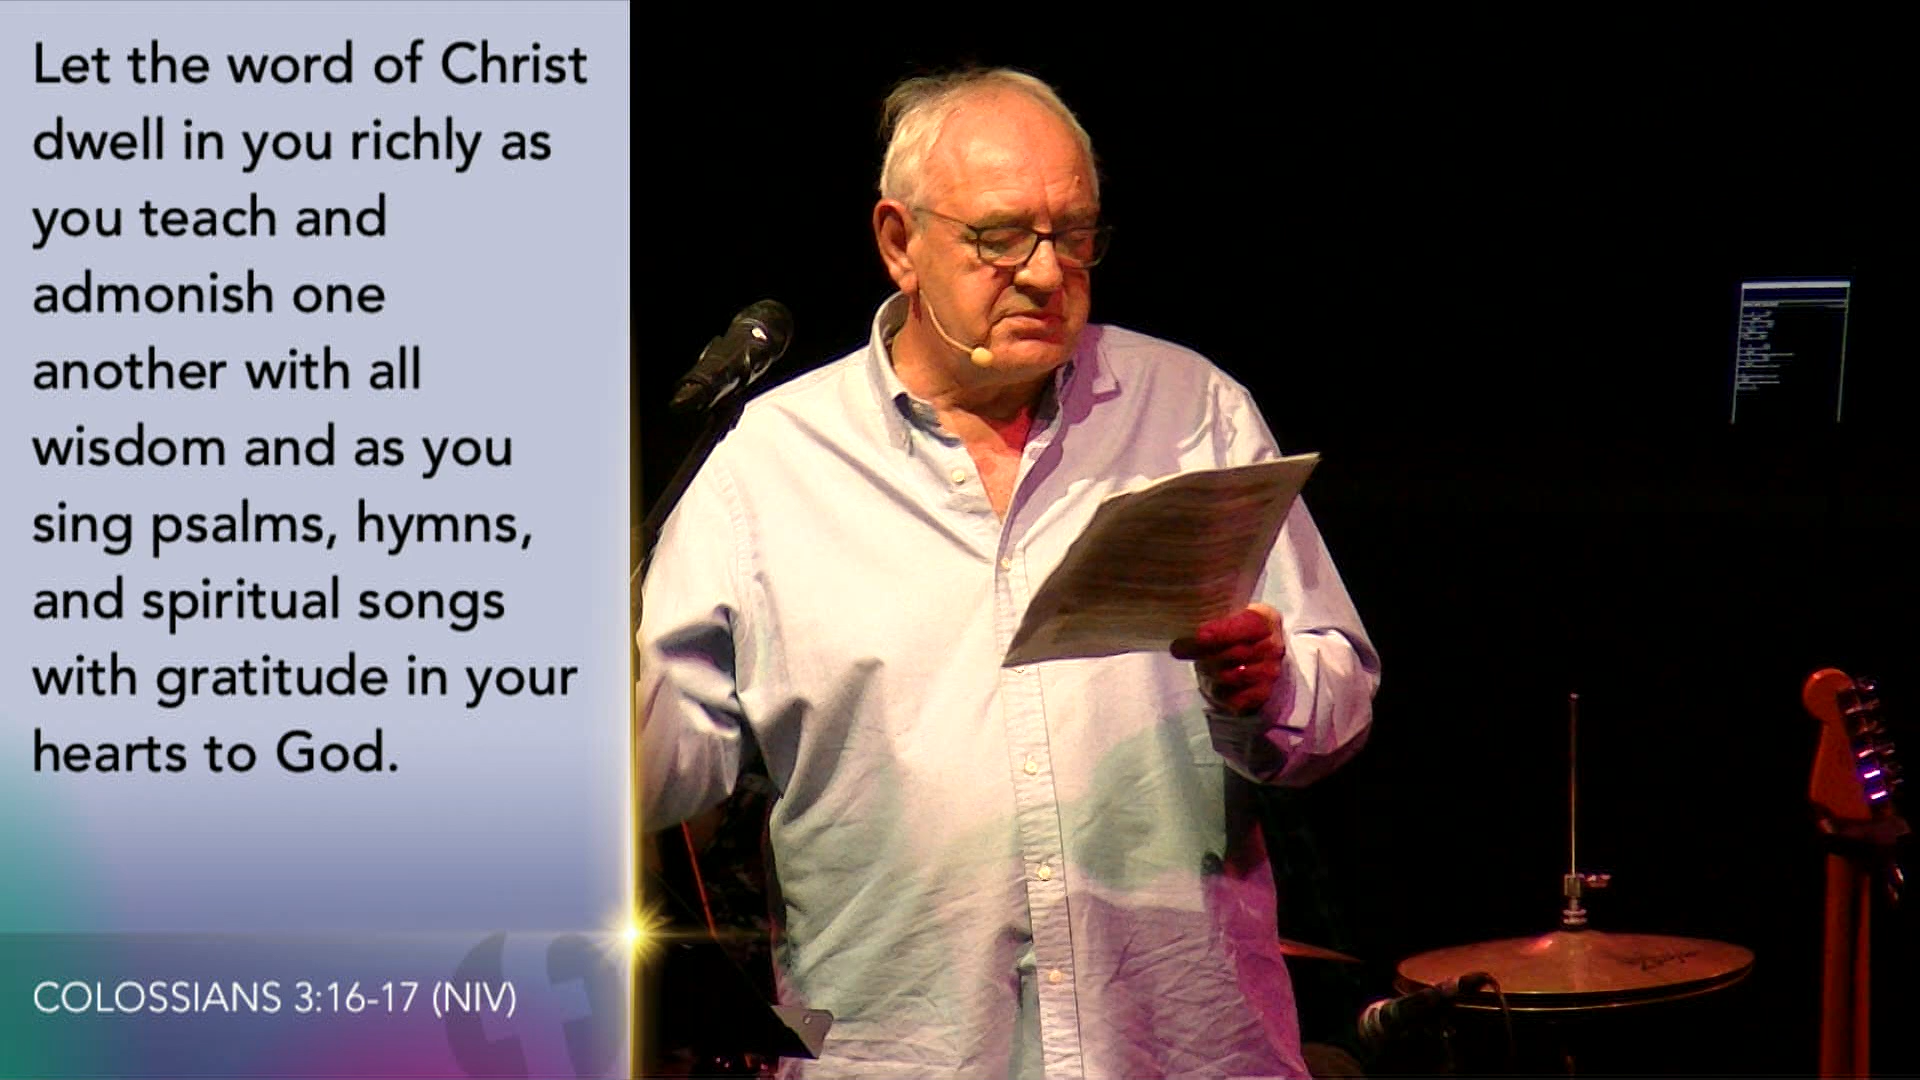 Let the word of Christ
dwell in you richly as
you teach and
admonish one
another with all
wisdom and as you
sing psalms, hymns,
and spiritual songs
with gratitude in your
hearts to God.
COLOSSIANS 3:16-17 (NIV)